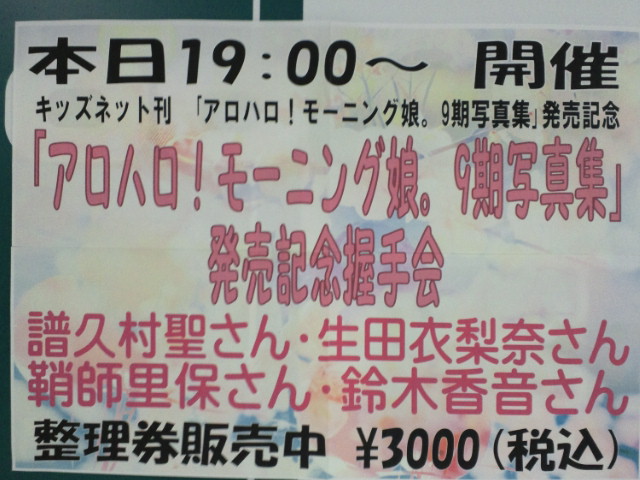 本日19:00～ 開催
キッズネット刊 「アロハロ！モーニング娘。9期写真集」発売記念
「アロハロ！モーニング娘。9期写真集」
発売記念握手会
譜久村聖さん・生田衣梨奈さん
鞘師里保さん・鈴木香音さん
整理券販売中 ¥3000(税込)